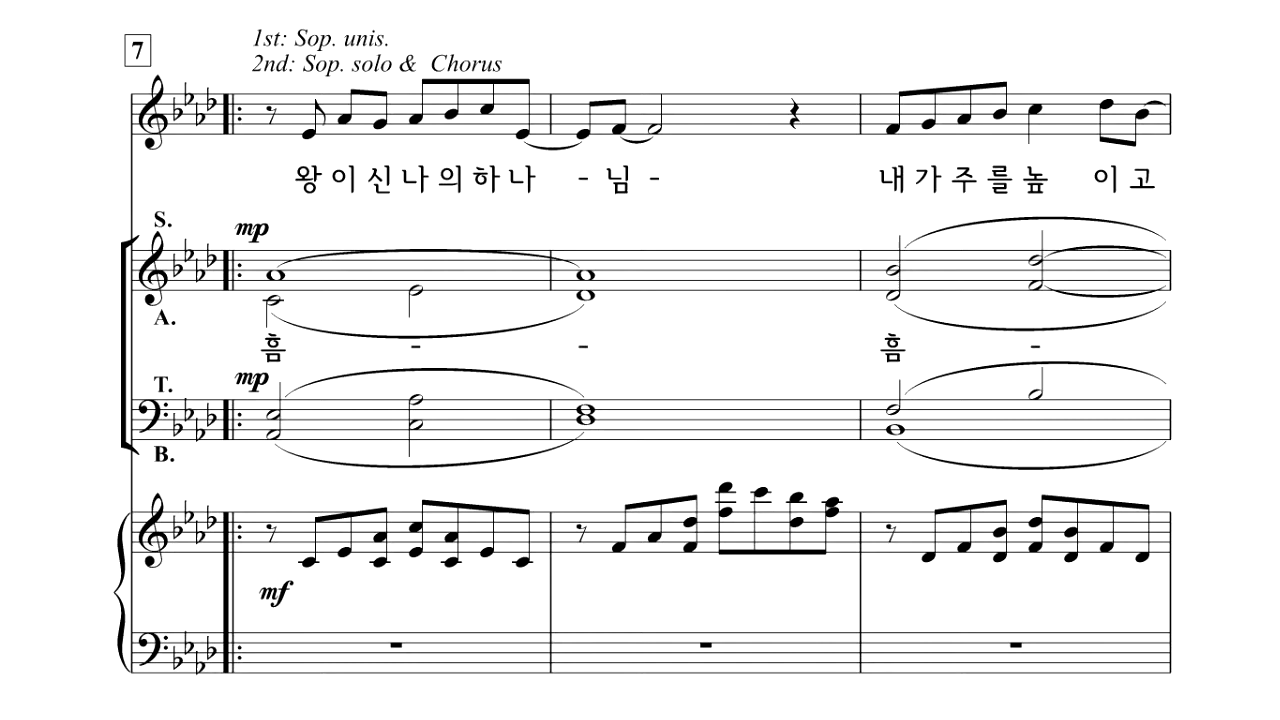 7
1st: Sop. unis.
2nd: Sop. solo & Chorus
왕 이 신 나 의 하 나 - 님 - 내 가 주 를 높 이 고
S.
mp
A.
흠 - - 흠 -
T.
mp
B.
mf